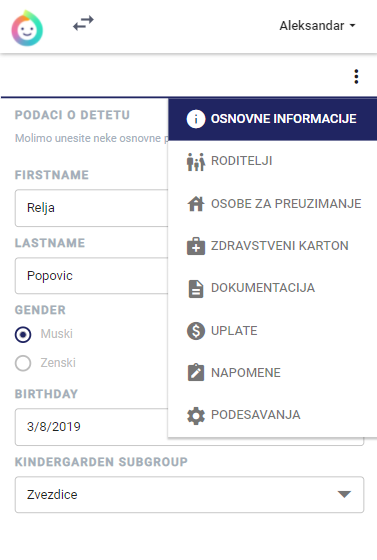 Aleksandar
PODACI O DETETU
Molimo unesite neke osnovne
OSNOVNE INFORMACIJE
RODITELJI
OSOBE ZA PREUZIMANJE
ZDRAVSTVENI KARTON
DOKUMENTACIJA
UPLATE
NAPOMENE
PODESAVANJA
FIRSTNAME
Relja
LASTNAME
Popovic
GENDER
Muski
Zenski
BIRTHDAY
3/8/2019
KINDERGARDEN SUBGROUP
Zvezdice